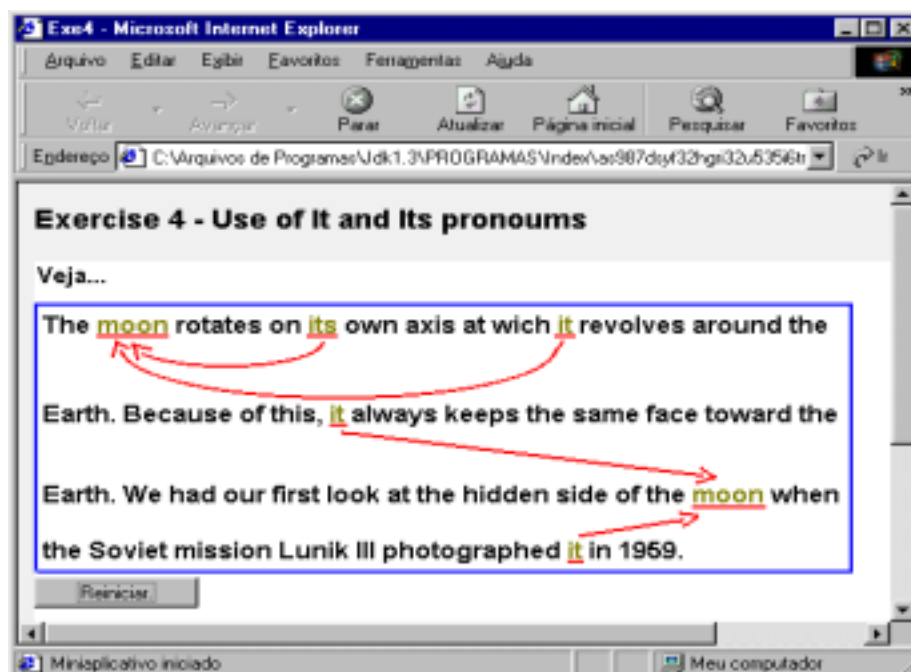 Exe4 - Microsoft Internet Explorer
Arquivo Editar Exibir Favoritos Ferramentas Ajuda
Voltar Avançar Parar Atualizar Página inicial Pesquisar Favoritos
Endereço C:\Arquivos de Programas\Jdk1.3\PROGRAMAS\Index\ Ir
Exercise 4 - Use of It and Its pronoums
Veja...
The moon rotates on its own axis at wich it revolves around the
Earth. Because of this, it always keeps the same face toward the
Earth. We had our first look at the hidden side of the moon when
the Soviet mission Lunik III photographed it in 1959.
Reiniciar
Miniaplicativo iniciado Meu computador